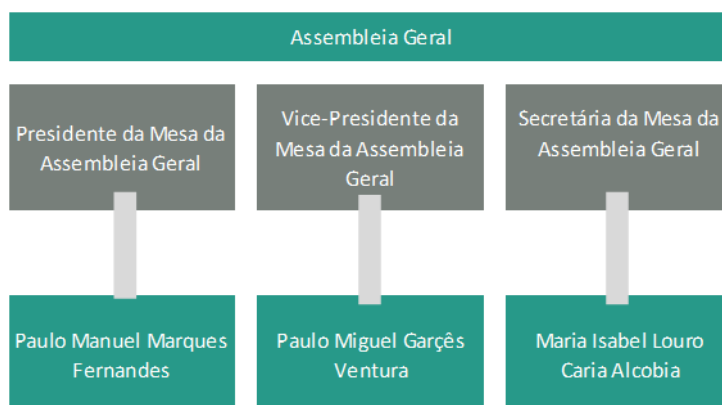 Assembleia Geral
Presidente da Mesa da
Assembleia Geral
Vice-Presidente da
Mesa da Assembleia
Geral
Secretária da Mesa da
Assembleia Geral
Paulo Manuel Marques
Fernandes
Paulo Miguel Garçês
Ventura
Maria Isabel Louro
Caria Alcobia